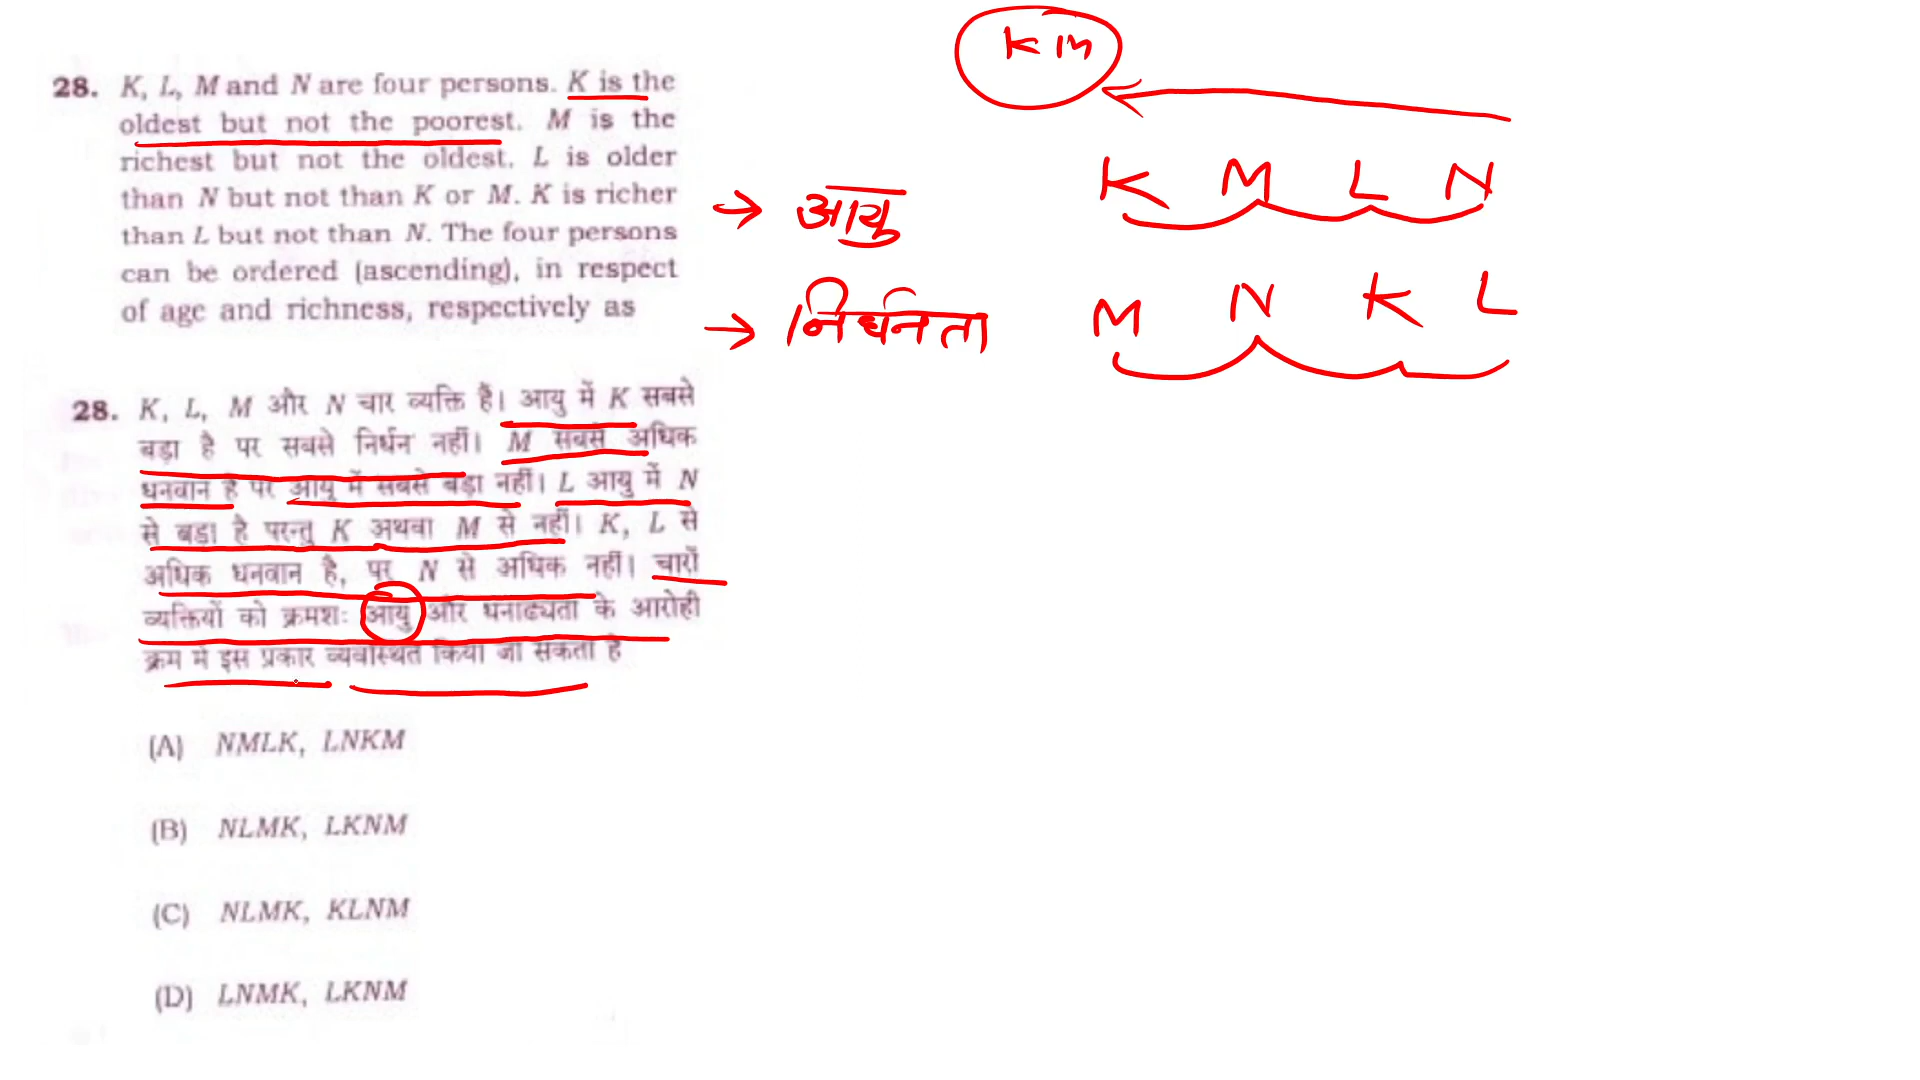 28. K, L, M and N are four persons. K is the
oldest but not the poorest. M is the
richest but not the oldest. L is older
than N but not than K or M. K is richer
than L but not than N. The four persons
can be ordered (ascending), in respect
of age and richness, respectively as
28. K, L, M और N चार व्यक्ति हैं। आयु में K सबसे
बड़ा है पर सबसे निर्धन नहीं। M सबसे अधिक
धनवान है पर आयु में सबसे बड़ा नहीं। L आयु में N
से बड़ा है परन्तु K अथवा M से नहीं। K, L से
अधिक धनवान है, पर N से अधिक नहीं। चारों
व्यक्तियों को क्रमशः आयु और धनाढ्यता के आरोही
क्रम में इस प्रकार व्यवस्थित किया जा सकता है
(A) NMLK, LNKM
(B) NLMK, LKNM
(C) NLMK, KLNM
(D) LNMK, LKNM
K M L N
→ आयु
M N K L
→ निर्धनता